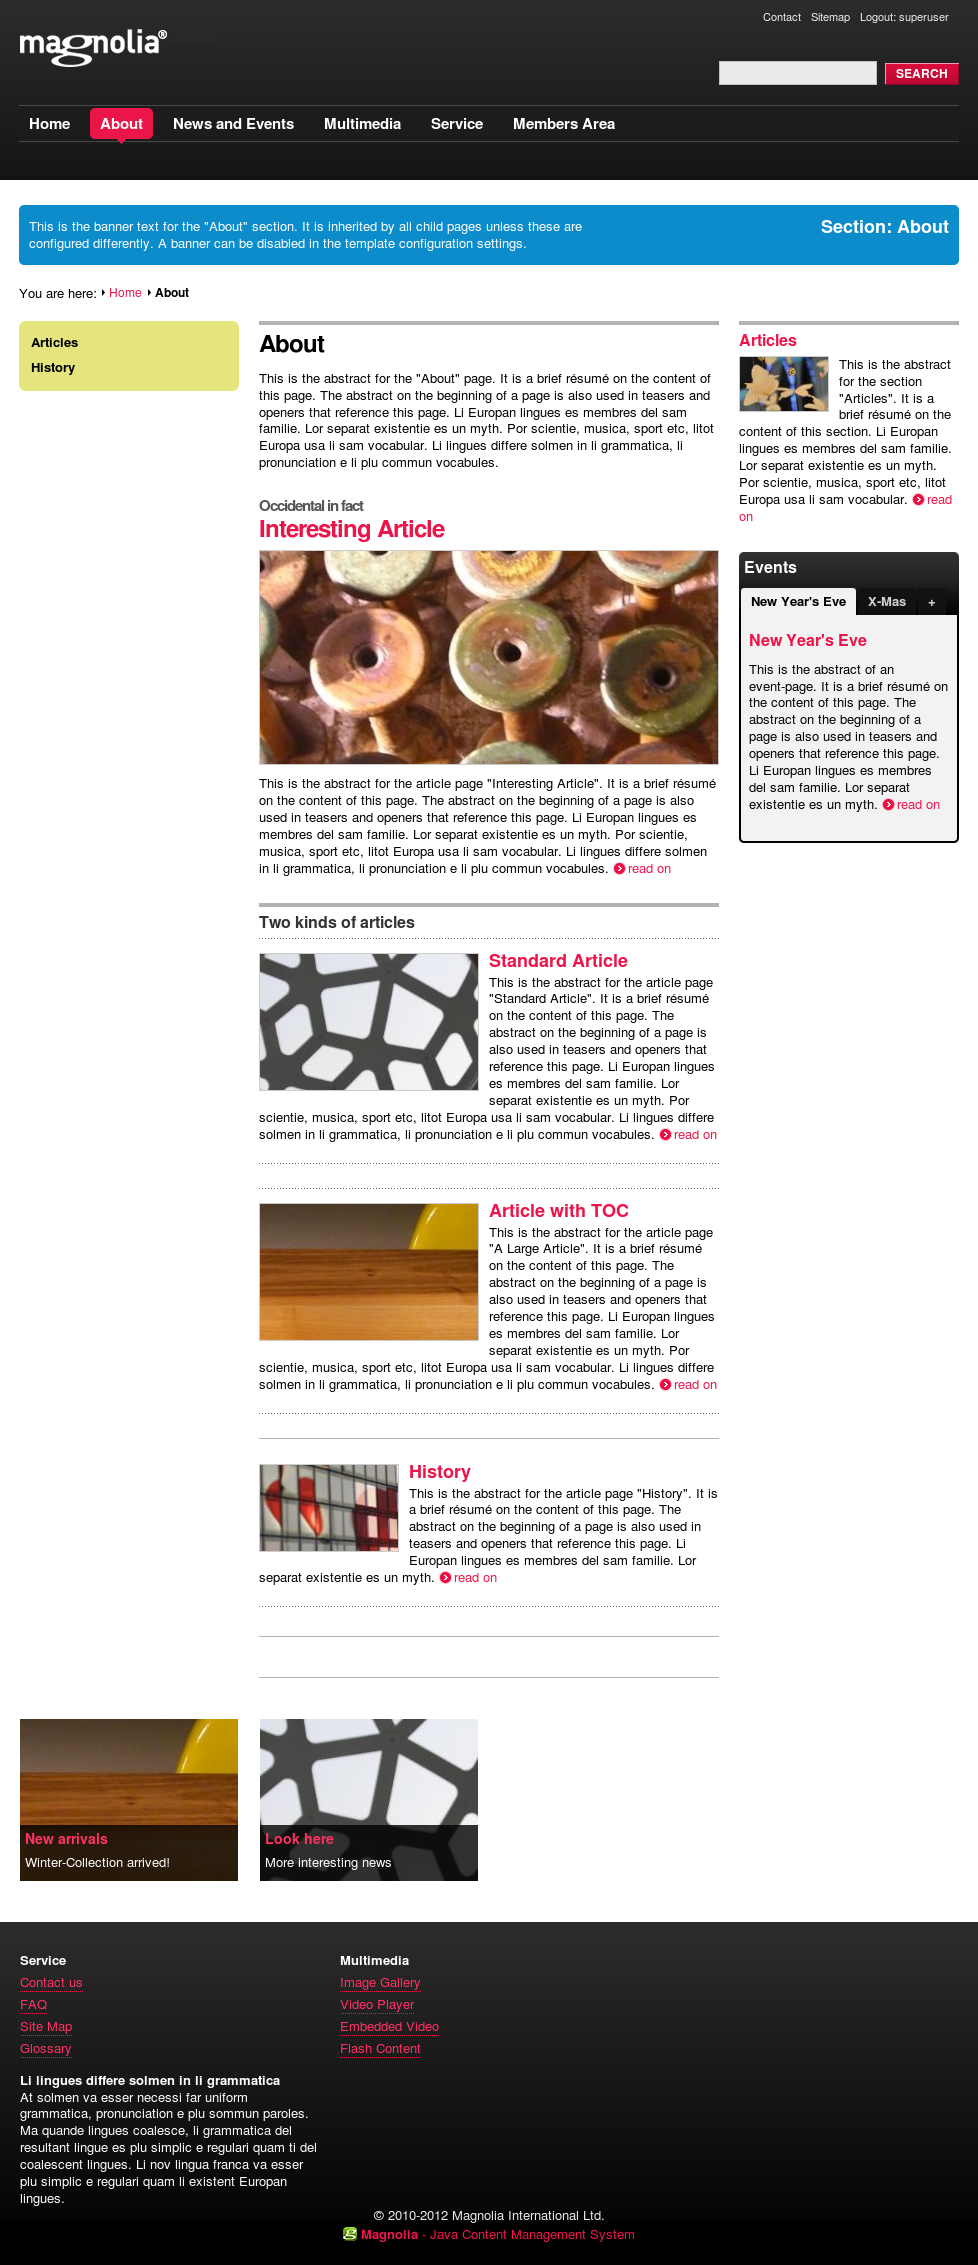 Contact Sitemap Logout: superuser
magnolia®
SEARCH
Home About News and Events Multimedia Service Members Area
This is the banner text for the "About" section. It is inherited by all child pages unless these are
configured differently. A banner can be disabled in the template configuration settings.
Section: About
You are here: Home About
Articles
History
About
This is the abstract for the "About" page. It is a brief résumé on the content of
this page. The abstract on the beginning of a page is also used in teasers and
openers that reference this page. Li Europan lingues es membres del sam
familie. Lor separat existentie es un myth. Por scientie, musica, sport etc, litot
Europa usa li sam vocabular. Li lingues differe solmen in li grammatica, li
pronunciation e li plu commun vocabules.
Occidental in fact
Interesting Article
This is the abstract for the article page "Interesting Article". It is a brief résumé
on the content of this page. The abstract on the beginning of a page is also
used in teasers and openers that reference this page. Li Europan lingues es
membres del sam familie. Lor separat existentie es un myth. Por scientie,
musica, sport etc, litot Europa usa li sam vocabular. Li lingues differe solmen
in li grammatica, li pronunciation e li plu commun vocabules. read on
Two kinds of articles
Standard Article
This is the abstract for the article page
"Standard Article". It is a brief résumé
on the content of this page. The
abstract on the beginning of a page is
also used in teasers and openers that
reference this page. Li Europan lingues
es membres del sam familie. Lor
separat existentie es un myth. Por
scientie, musica, sport etc, litot Europa usa li sam vocabular. Li lingues differe
solmen in li grammatica, li pronunciation e li plu commun vocabules. read on
Article with TOC
This is the abstract for the article page
"A Large Article". It is a brief résumé
on the content of this page. The
abstract on the beginning of a page is
also used in teasers and openers that
reference this page. Li Europan lingues
es membres del sam familie. Lor
separat existentie es un myth. Por
scientie, musica, sport etc, litot Europa usa li sam vocabular. Li lingues differe
solmen in li grammatica, li pronunciation e li plu commun vocabules. read on
History
This is the abstract for the article page "History". It is
a brief résumé on the content of this page. The
abstract on the beginning of a page is also used in
teasers and openers that reference this page. Li
Europan lingues es membres del sam familie. Lor
separat existentie es un myth. read on
Articles
This is the abstract
for the section
"Articles". It is a
brief résumé on the
content of this section. Li Europan
lingues es membres del sam familie.
Lor separat existentie es un myth.
Por scientie, musica, sport etc, litot
Europa usa li sam vocabular. read
on
Events
New Year's Eve X-Mas +
New Year's Eve
This is the abstract of an
event-page. It is a brief résumé on
the content of this page. The
abstract on the beginning of a
page is also used in teasers and
openers that reference this page.
Li Europan lingues es membres
del sam familie. Lor separat
existentie es un myth. read on
New arrivals
Winter-Collection arrived!
Look here
More interesting news
Service
Contact us
FAQ
Site Map
Glossary
Multimedia
Image Gallery
Video Player
Embedded Video
Flash Content
Li lingues differe solmen in li grammatica
At solmen va esser necessi far uniform
grammatica, pronunciation e plu sommun paroles.
Ma quande lingues coalesce, li grammatica del
resultant lingue es plu simplic e regulari quam ti del
coalescent lingues. Li nov lingua franca va esser
plu simplic e regulari quam li existent Europan
lingues.
© 2010-2012 Magnolia International Ltd.
Magnolia - Java Content Management System